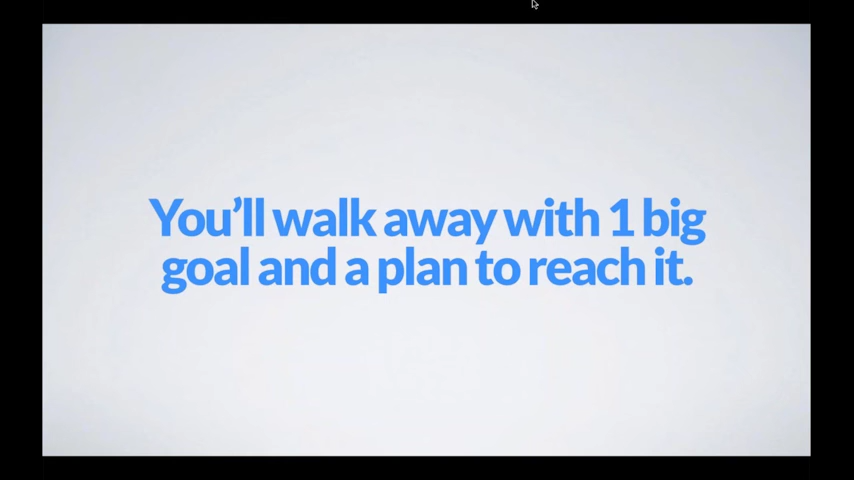 You’ll walk away with 1 big
goal and a plan to reach it.